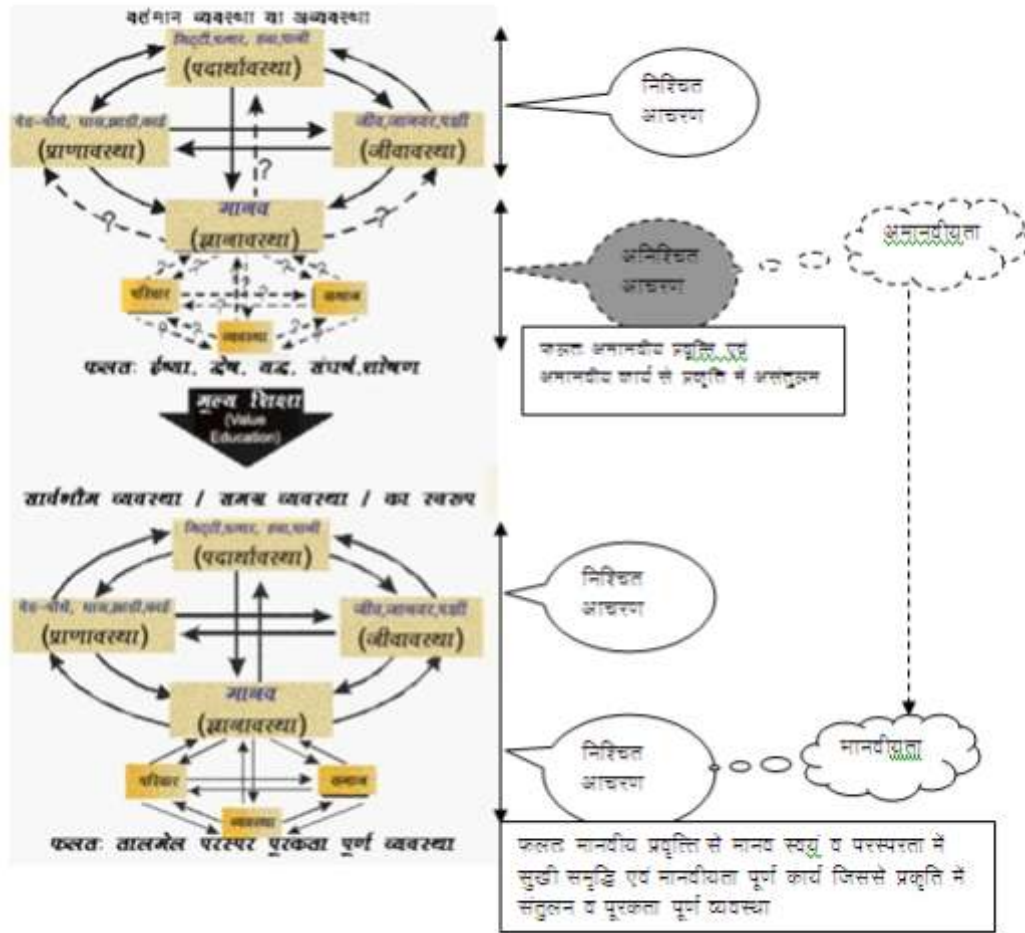 वर्तमान व्यवस्था या अव्यवस्था
मिट्टी,पत्थर, हवा,पानी
(पदार्थावस्था)
निश्चित
आचरण
पेड-पौधे, घास,झाडी,काई
(प्राणावस्था)
जीव,जानवर,पक्षी
(जीवावस्था)
?
?
?
मानव
(ज्ञानावस्था)
अनिश्चित
आचरण
अमानवीयता
परिवार
समाज
व्यवस्था
फलतः ईर्ष्या, द्वेष, युद्ध, संघर्ष,शोषण
फलतः अमानवीय प्रवृत्ति एवं
अमानवीय कार्य से प्रकृति में असंतुलन
मूल्य शिक्षा
(Value
Education)
सार्वभौम व्यवस्था / समग्र व्यवस्था / का स्वरुप
मिट्टी,पत्थर, हवा,पानी
(पदार्थावस्था)
निश्चित
आचरण
पेड-पौधे, घास,झाडी,काई
(प्राणावस्था)
जीव,जानवर,पक्षी
(जीवावस्था)
मानव
(ज्ञानावस्था)
निश्चित
आचरण
मानवीयता
परिवार
समाज
व्यवस्था
फलतः तालमेल परस्पर पूरकता पूर्ण व्यवस्था
फलतः मानवीय प्रवृत्ति से मानव स्वयं व परस्परता में
सुखी समृद्धि एवं मानवीयता पूर्ण कार्य जिससे प्रकृति में
संतुलन व पूरकता पूर्ण व्यवस्था